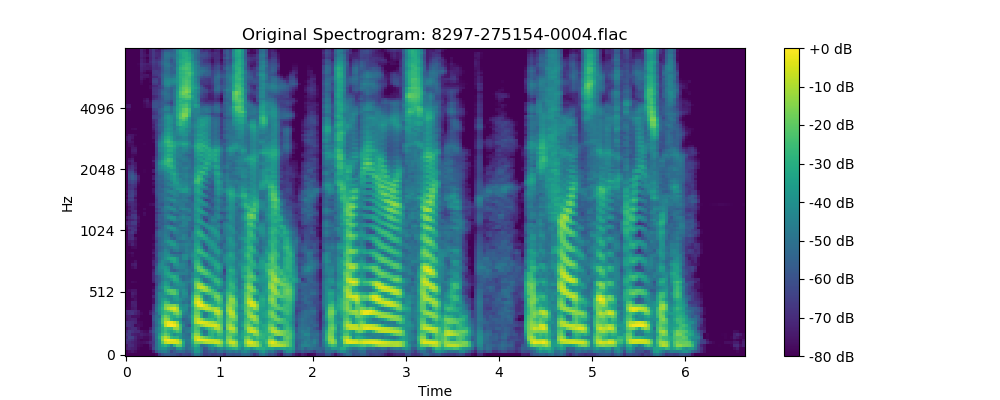 Original Spectrogram: 8297-275154-0004.flac
Hz
4096
2048
1024
512
0
0 1 2 3 4 5 6
Time
+0 dB
-10 dB
-20 dB
-30 dB
-40 dB
-50 dB
-60 dB
-70 dB
-80 dB